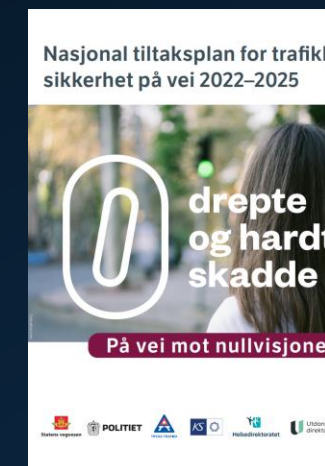 Nasjonal tiltaksplan for trafikk
sikkerhet på vei 2022–2025
0 drepte
og hardt
skadde
På vei mot nullvisjone
Statens vegvesen
POLITIET
TRYGG TRAFIKK
KS
Helsedirektoratet